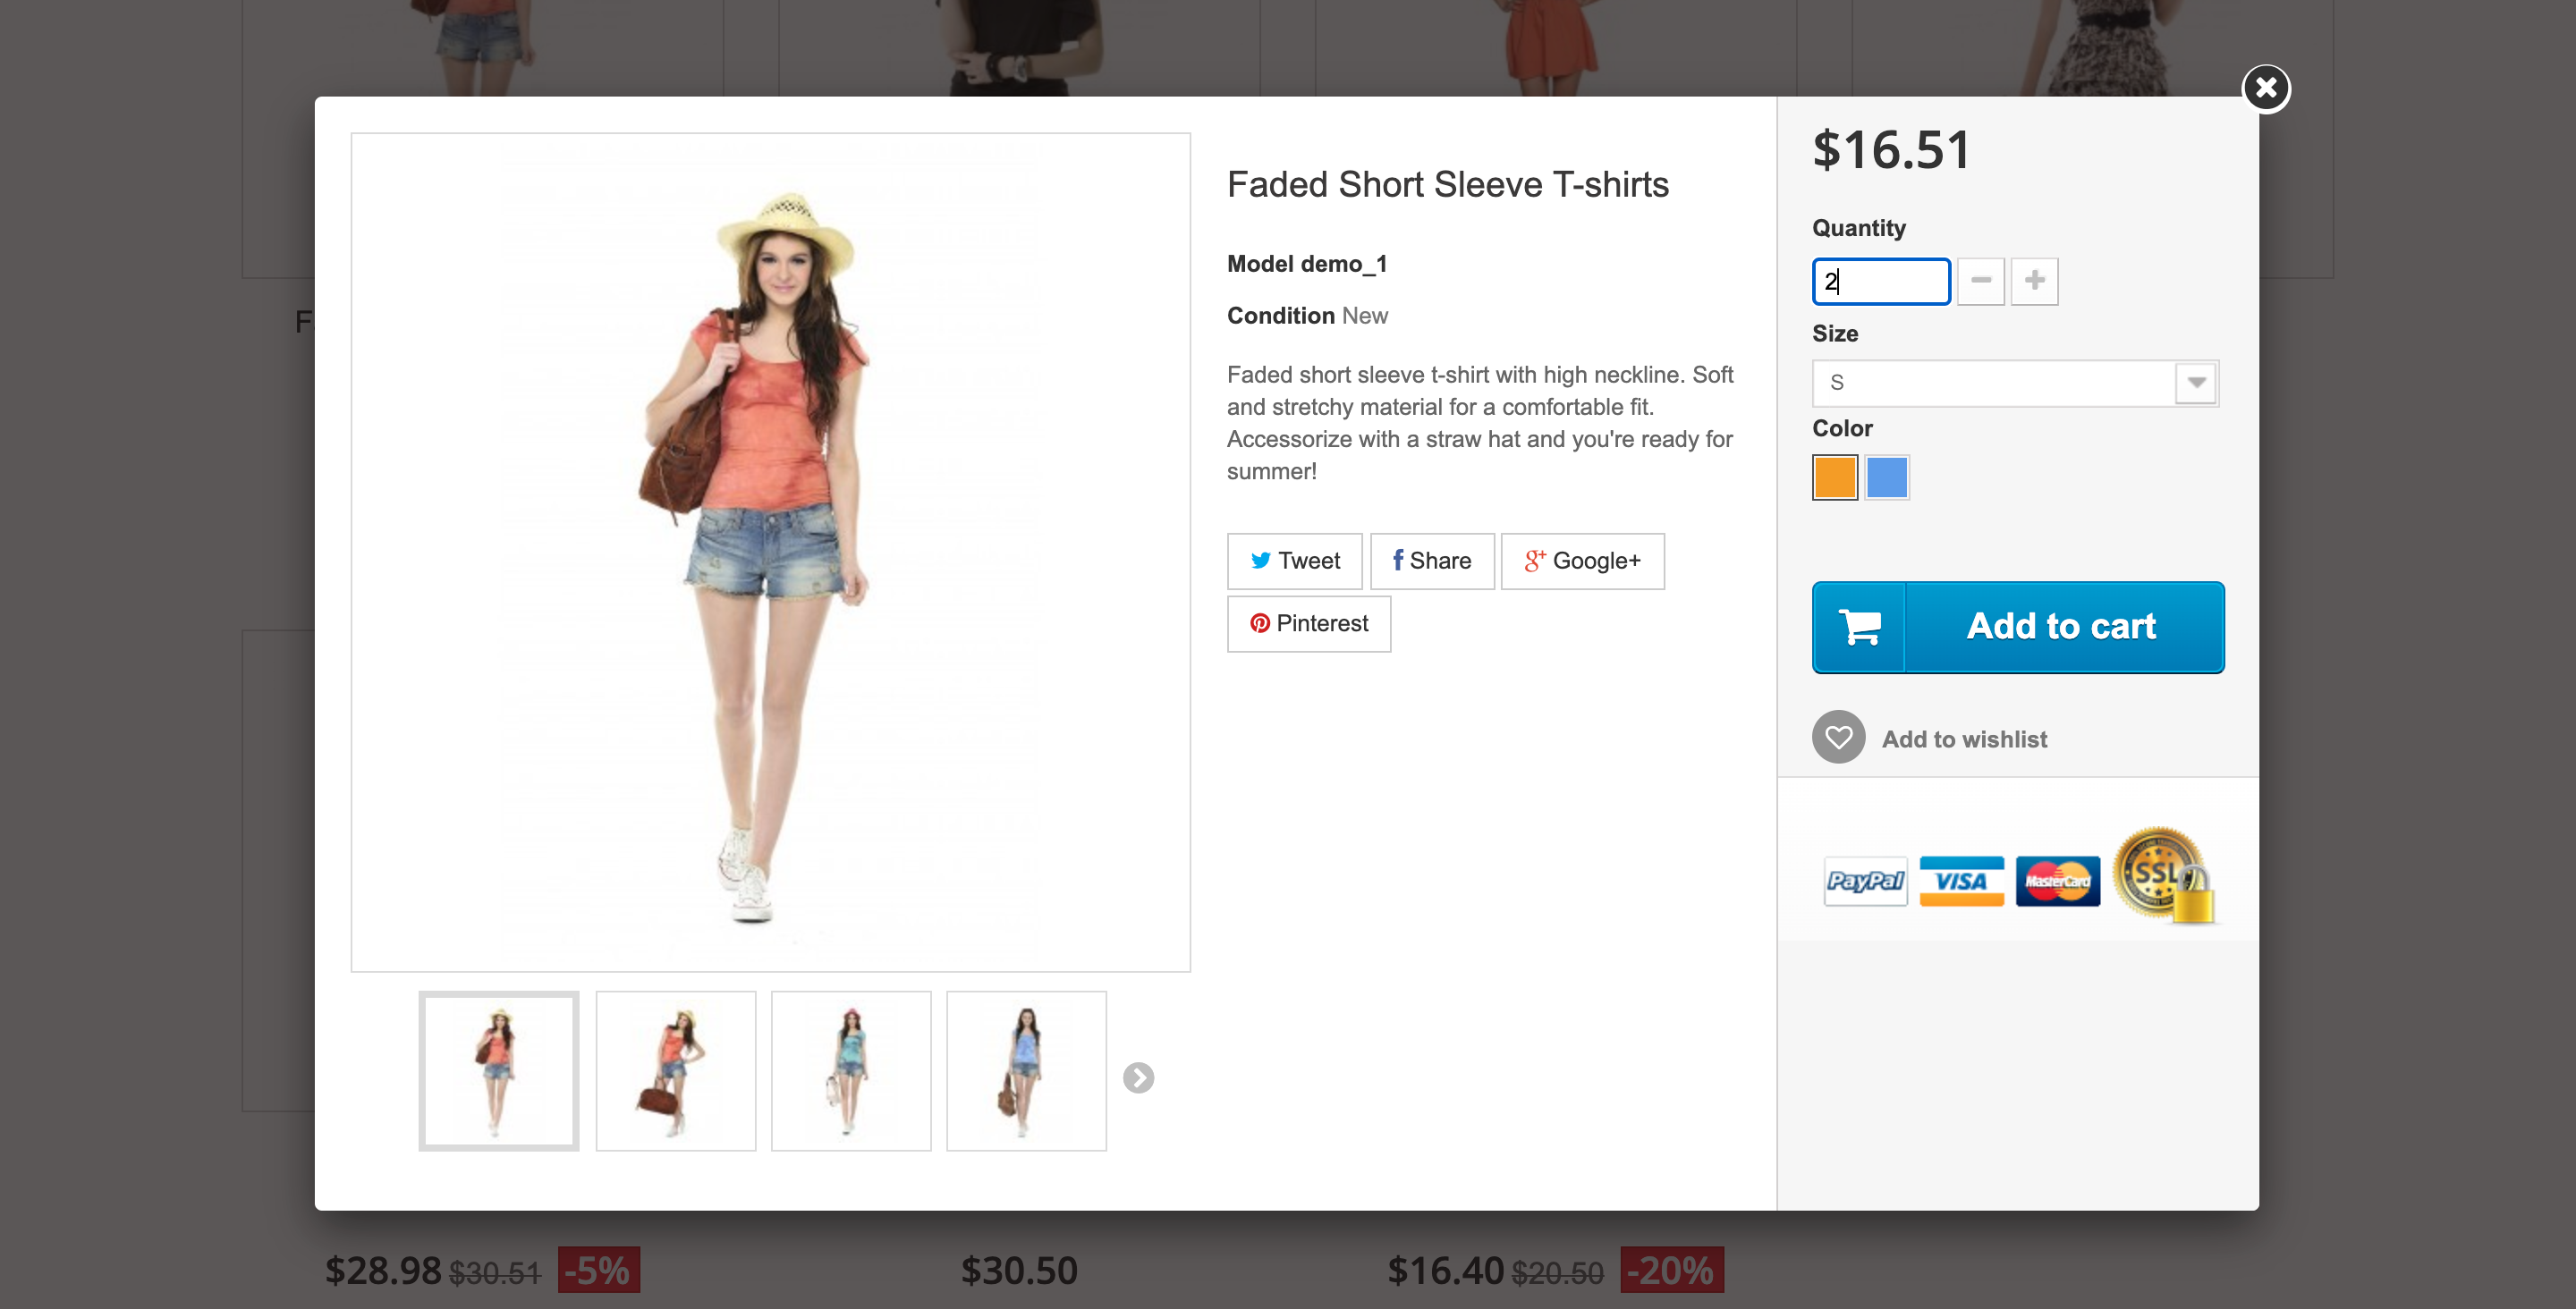 Faded Short Sleeve T-shirts
Model demo_1
Condition New
Faded short sleeve t-shirt with high neckline. Soft
and stretchy material for a comfortable fit.
Accessorize with a straw hat and you're ready for
summer!
Tweet
Share
Google+
Pinterest
$16.51
Quantity
2
Size
S
Color
Add to cart
Add to wishlist
PayPal
VISA
MasterCard
SSL
$28.98 $30.51 -5%
$30.50
$16.40 $20.50 -20%